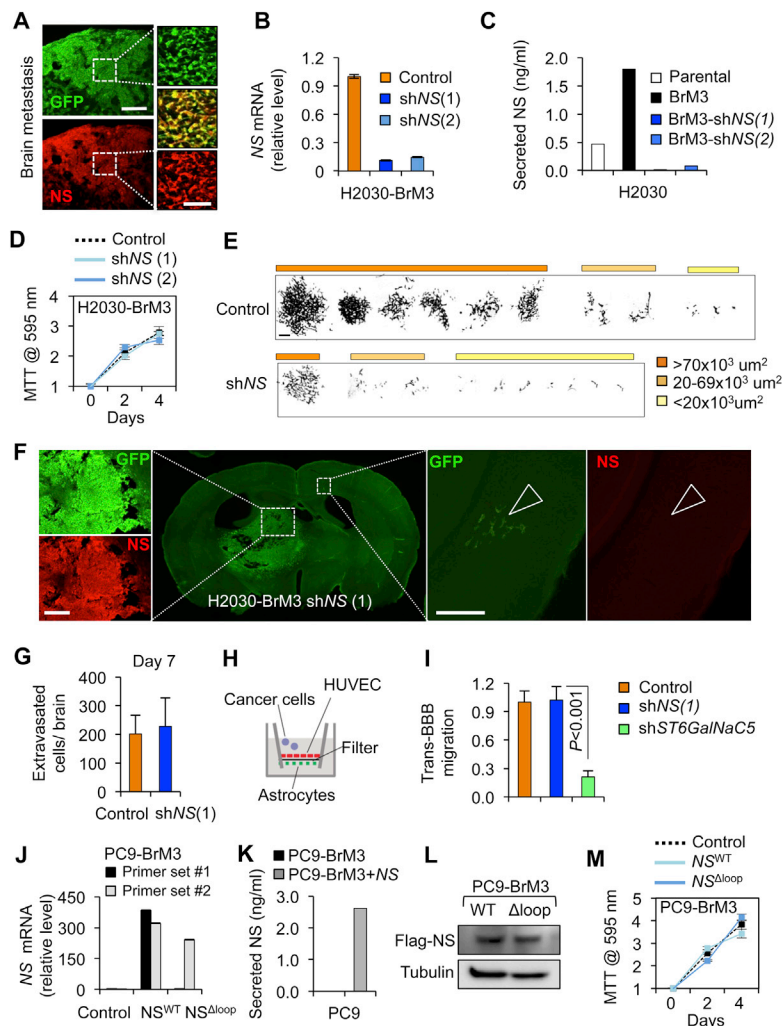 A
Brain metastasis
GFP
NS
B
NS mRNA
(relative level)
1.2
0.9
0.6
0.3
0
Control
shNS(1)
shNS(2)
H2030-BrM3
C
Secreted NS (ng/ml)
2.0
1.5
1.0
0.5
0
Parental
BrM3
BrM3-shNS(1)
BrM3-shNS(2)
H2030
D
Control
shNS (1)
shNS (2)
MTT @ 595 nm
4
3
2
1
H2030-BrM3
0 2 4
Days
E
Control
shNS
>70x10³ um²
20-69x10³ um²
<20x10³um²
F
GFP
NS
H2030-BrM3 shNS (1)
GFP
NS
G
Day 7
Extravasated
cells/ brain
400
300
200
100
0
Control shNS(1)
H
Cancer cells
HUVEC
Filter
Astrocytes
I
Trans-BBB
migration
1.2
0.9
0.6
0.3
0.0
P<0.001
Control
shNS(1)
shST6GalNaC5
J
PC9-BrM3
Primer set #1
Primer set #2
NS mRNA
(relative level)
450
300
150
0
Control NSᵂᵀ NS^Δloop
K
PC9-BrM3
PC9-BrM3+NS
Secreted NS (ng/ml)
3.0
2.0
1.0
0.0
PC9
L
PC9-BrM3
WT Δloop
Flag-NS
Tubulin
M
Control
NSᵂᵀ
NS^Δloop
MTT @ 595 nm
5
4
3
2
1
PC9-BrM3
0 2 4
Days